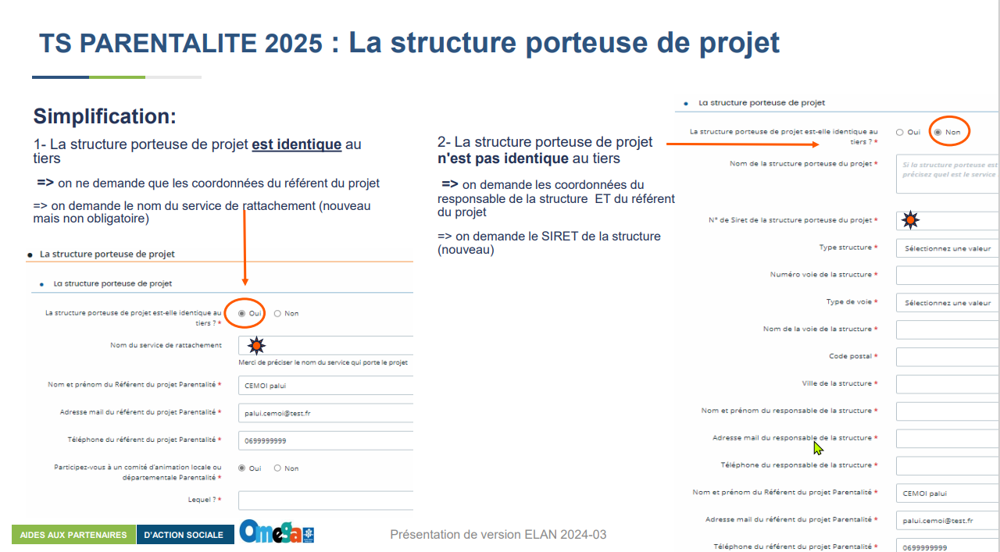 TS PARENTALITE 2025 : La structure porteuse de projet
Simplification:
1- La structure porteuse de projet est identique au
tiers
=> on ne demande que les coordonnées du référent du projet
=> on demande le nom du service de rattachement (nouveau
mais non obligatoire)
La structure porteuse de projet
La structure porteuse de projet
La structure porteuse de projet est-elle identique au
tiers ? *
Oui
Non
Nom du service de rattachement
Merci de préciser le nom du service qui porte le projet
Nom et prénom du Référent du projet Parentalité *
CEMOI palui
Adresse mail du référent du projet Parentalité *
palui.cemoi@test.fr
Téléphone du référent du projet Parentalité *
0699999999
Participez-vous à un comité d'animation locale ou
départementale Parentalité *
Oui
Non
Lequel ? *
2- La structure porteuse de projet
n'est pas identique au tiers
=> on demande les coordonnées du
responsable de la structure ET du référent
du projet
=> on demande le SIRET de la structure
(nouveau)
La structure porteuse de projet
La structure porteuse de projet est-elle identique au
tiers ? *
Oui
Non
Nom de la structure porteuse du projet *
Si la structure porteuse est
précisez quel est le service
N° de Siret de la structure porteuse du projet *
Type structure *
Sélectionnez une valeur
Numéro voie de la structure *
Type de voie *
Sélectionnez une valeur
Nom de la voie de la structure *
Code postal *
Ville de la structure *
Nom et prénom du responsable de la structure *
Adresse mail du responsable de la structure *
Téléphone du responsable de la structure *
Nom et prénom du Référent du projet Parentalité *
CEMOI palui
Adresse mail du référent du projet Parentalité *
palui.cemoi@test.fr
Téléphone du référent du projet Parentalité *
0699999999
AIDES AUX PARTENAIRES
D'ACTION SOCIALE
Omega
Présentation de version ELAN 2024-03